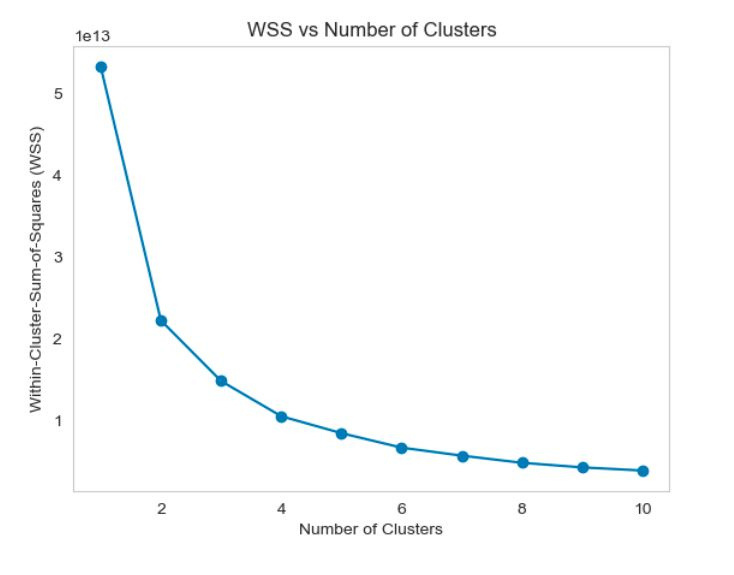 WSS vs Number of Clusters
1e13
5
4
3
2
1
Within-Cluster-Sum-of-Squares (WSS)
2 4 6 8 10
Number of Clusters